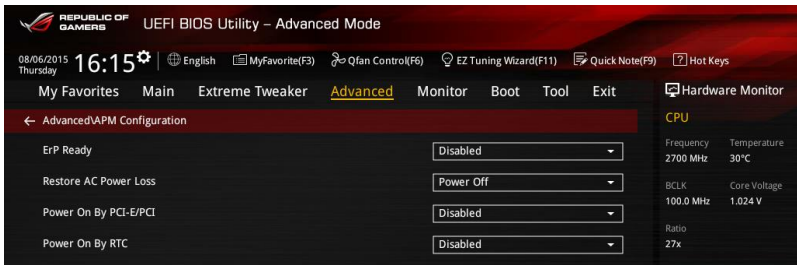 REPUBLIC OF
GAMERS
UEFI BIOS Utility – Advanced Mode
08/06/2015
Thursday
16:15
English MyFavorite(F3) Qfan Control(F6) EZ Tuning Wizard(F11) Quick Note(F9) ? Hot Keys
My Favorites Main Extreme Tweaker Advanced Monitor Boot Tool Exit
← Advanced\APM Configuration
ErP Ready Disabled
Restore AC Power Loss Power Off
Power On By PCI-E/PCI Disabled
Power On By RTC Disabled
Hardware Monitor
CPU
Frequency Temperature
2700 MHz 30°C
BCLK Core Voltage
100.0 MHz 1.024 V
Ratio
27x